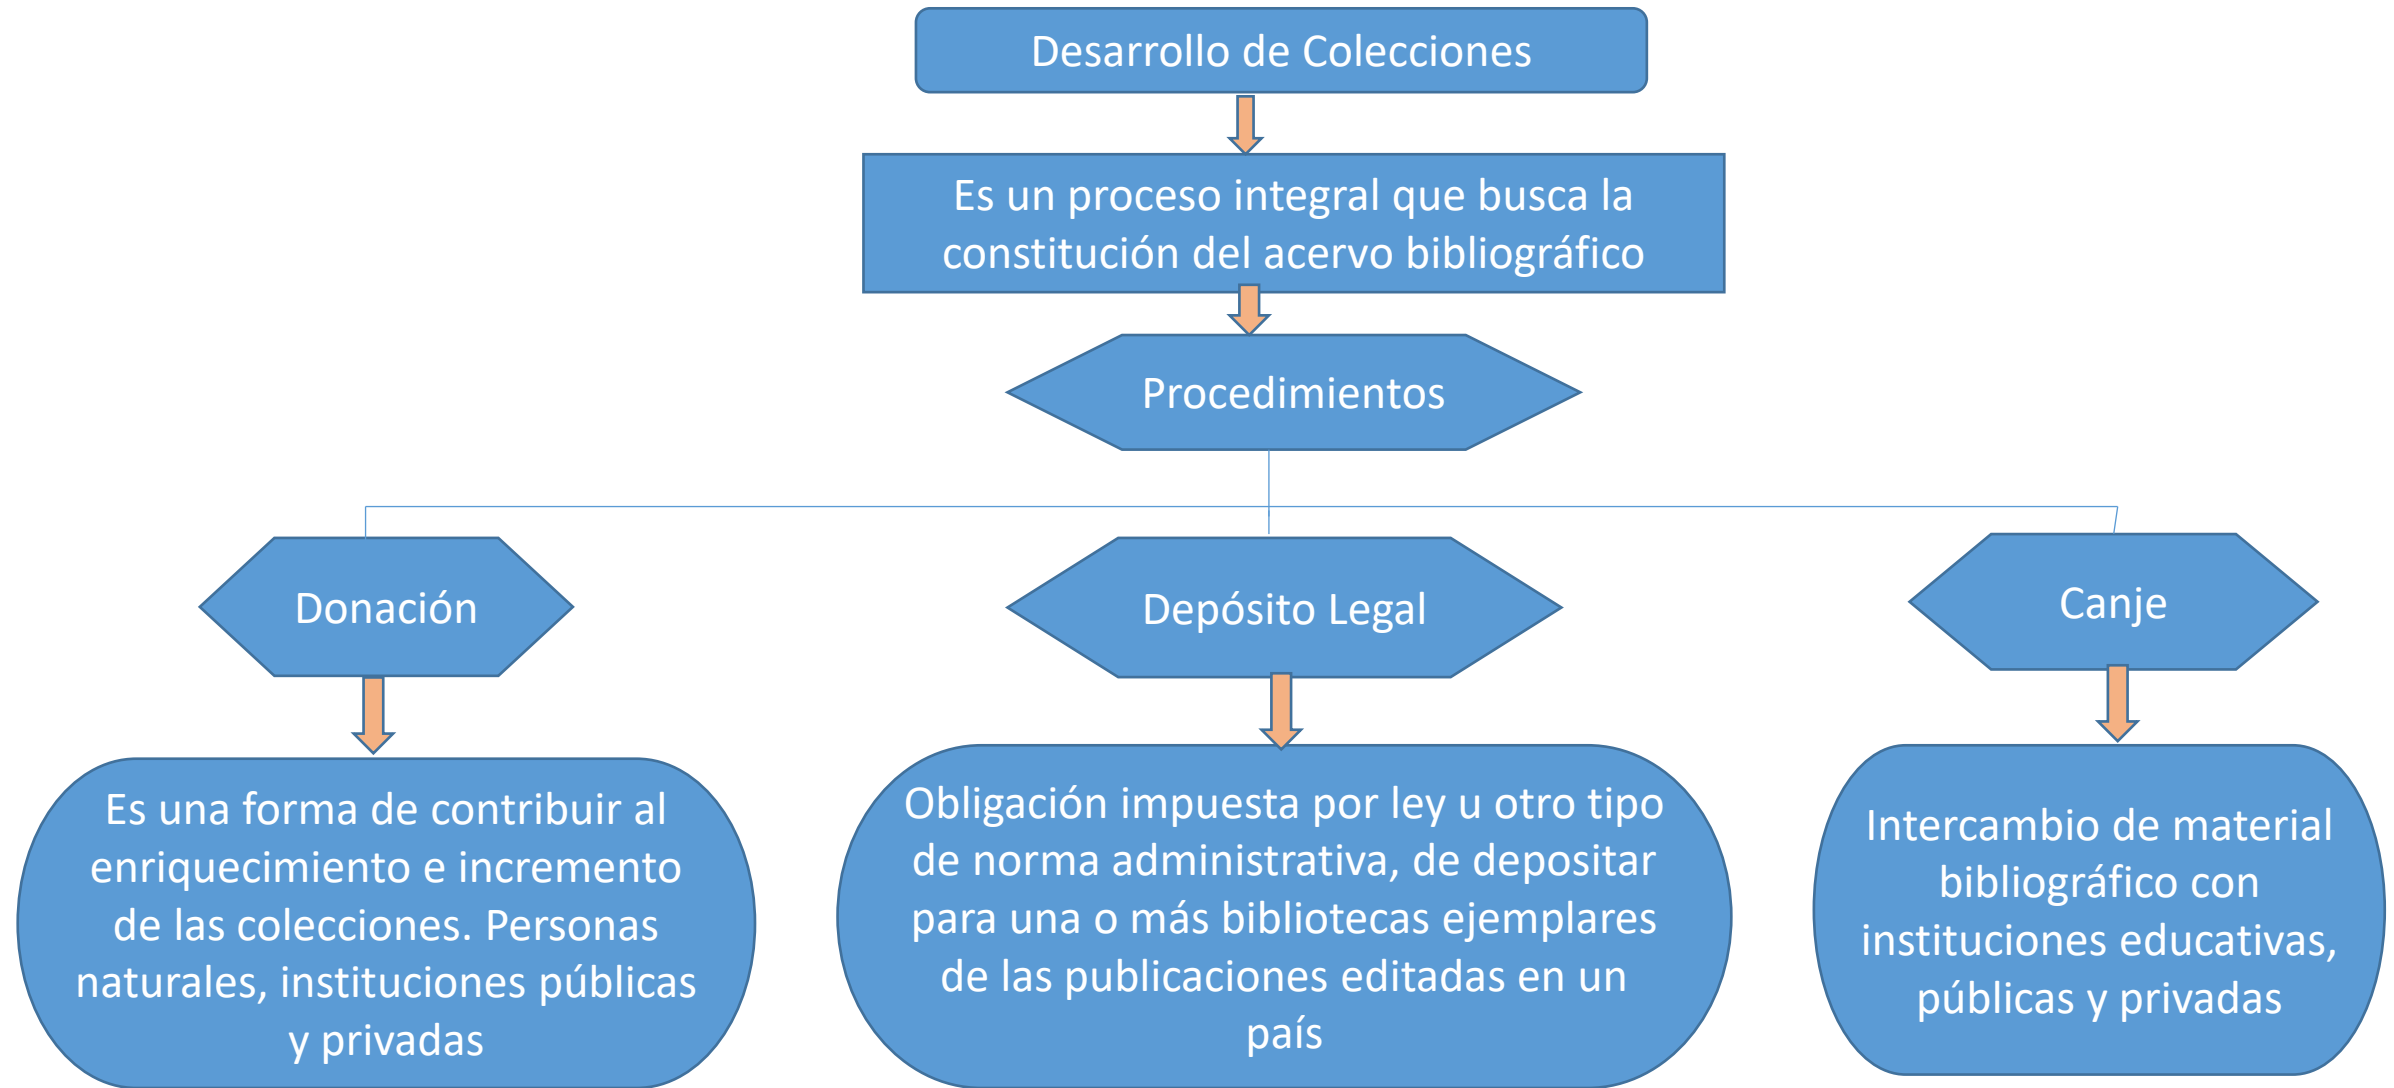 Desarrollo de Colecciones
Es un proceso integral que busca la
constitución del acervo bibliográfico
Procedimientos
Donación
Depósito Legal
Canje
Es una forma de contribuir al
enriquecimiento e incremento
de las colecciones. Personas
naturales, instituciones públicas
y privadas
Obligación impuesta por ley u otro tipo
de norma administrativa, de depositar
para una o más bibliotecas ejemplares
de las publicaciones editadas en un
país
Intercambio de material
bibliográfico con
instituciones educativas,
públicas y privadas